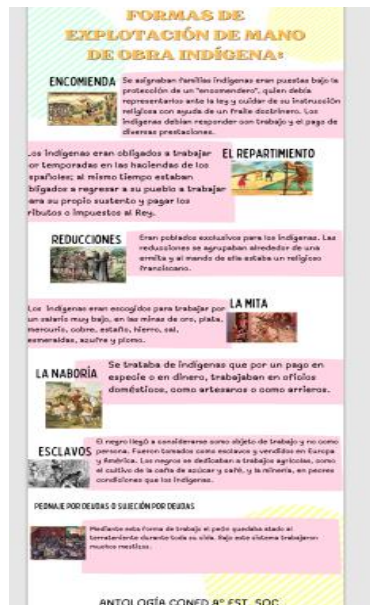 FORMAS DE
EXPLOTACIÓN DE MANO
DE OBRA INDÍGENA:
ENCOMIENDA
Se asignaban familias indígenas eran puestas bajo la
protección de un "encomendero", quien debía
representarlos ante la ley y cuidar de su instrucción
religiosa con ayuda de un fraile doctrinero. Los
indígenas debían responder con trabajo y el pago de
diversas prestaciones.
EL REPARTIMIENTO
Los indígenas eran obligados a trabajar
or temporadas en las haciendas de los
spañoles; al mismo tiempo estaban
bligados a regresar a su pueblo a trabajar
ara su propio sustento y pagar los
ributos o impuestos al Rey.
REDUCCIONES
Eran poblados exclusivos para los indígenas. Las
reducciones se agrupaban alrededor de una
ermita y al mando de ella estaba un religioso
franciscano.
LA MITA
Los indígenas eran escogidos para trabajar por
un salario muy bajo, en las minas de oro, plata,
mercurio, cobre, estaño, hierro, sal,
esmeraldas, azufre y plomo.
LA NABORÍA
Se trataba de indígenas que por un pago en
especie o en dinero, trabajaban en oficios
domésticos, como artesanos o como arrieros.
ESCLAVOS
El negro llegó a considerarse como objeto de trabajo y no como
persona. Fueron tomados como esclavos y vendidos en Europa
y América. Los negros se dedicaban a trabajos agrícolas, como
el cultivo de la caña de azúcar y café, y la minería, en peores
condiciones que los indígenas.
PEONAJE POR DEUDAS O SUJECIÓN POR DEUDAS
Mediante esta forma de trabajo el peón quedaba atado al
terrateniente durante toda su vida. Bajo este sistema trabajaron
muchos mestizos.
ANTOLOGÍA CONED 8° EST. SOC.